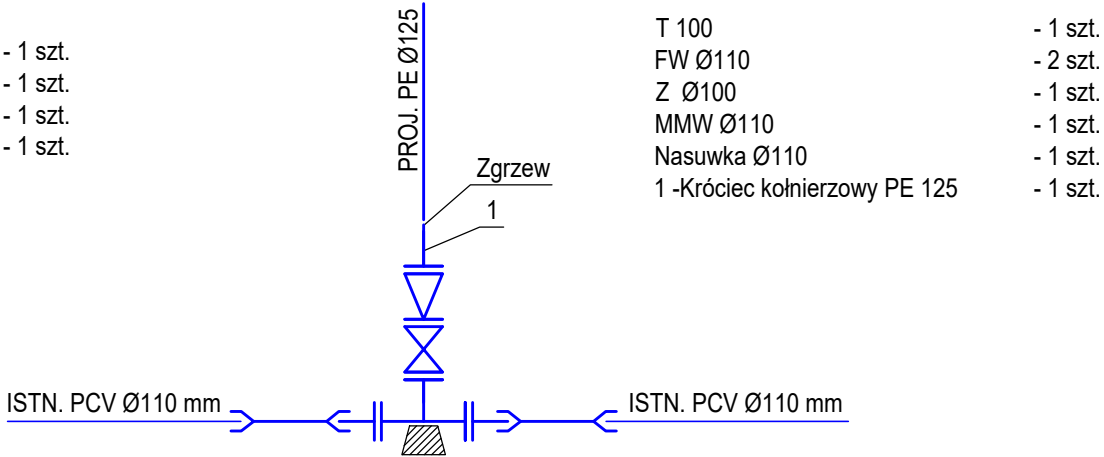 - 1 szt.
- 1 szt.
- 1 szt.
- 1 szt.
PROJ. PE Ø125
T 100 - 1 szt.
FW Ø110 - 2 szt.
Z Ø100 - 1 szt.
MMW Ø110 - 1 szt.
Nasuwka Ø110 - 1 szt.
1 -Króciec kołnierzowy PE 125 - 1 szt.
Zgrzew
1
ISTN. PCV Ø110 mm
ISTN. PCV Ø110 mm